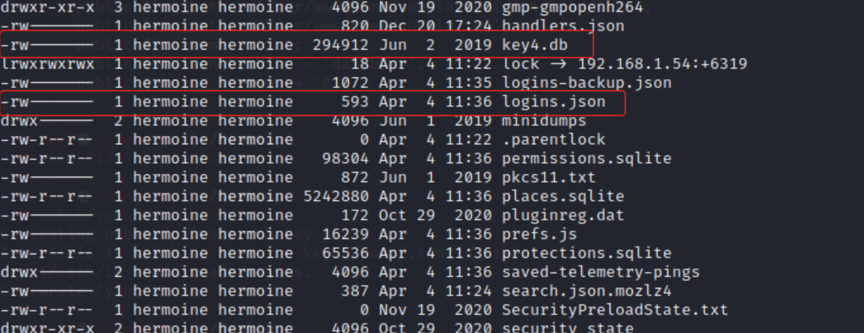 drwxr-xr-x 3 hermoine hermoine 4096 Nov 19 2020 gmp-gmpopenh264
-rw------- 1 hermoine hermoine 820 Dec 20 17:24 handlers.json
-rw------- 1 hermoine hermoine 294912 Jun 2 2019 key4.db
lrwxrwxrwx 1 hermoine hermoine 18 Apr 4 11:22 lock -> 192.168.1.54:+6319
-rw------- 1 hermoine hermoine 1072 Apr 4 11:35 logins-backup.json
-rw------- 1 hermoine hermoine 593 Apr 4 11:36 logins.json
drwx------ 2 hermoine hermoine 4096 Jun 1 2019 minidumps
-rw-r--r-- 1 hermoine hermoine 0 Apr 4 11:22 .parentlock
-rw-r--r-- 1 hermoine hermoine 98304 Apr 4 11:36 permissions.sqlite
-rw------- 1 hermoine hermoine 872 Jun 1 2019 pkcs11.txt
-rw-r--r-- 1 hermoine hermoine 5242880 Apr 4 11:36 places.sqlite
-rw------- 1 hermoine hermoine 172 Oct 29 2020 pluginreg.dat
-rw------- 1 hermoine hermoine 16239 Apr 4 11:36 prefs.js
-rw-r--r-- 1 hermoine hermoine 65536 Apr 4 11:36 protections.sqlite
drwx------ 2 hermoine hermoine 4096 Apr 4 11:36 saved-telemetry-pings
-rw------- 1 hermoine hermoine 387 Apr 4 11:24 search.json.mozlz4
-rw-r--r-- 1 hermoine hermoine 0 Nov 19 2020 SecurityPreloadState.txt
drwxr-xr-x 2 hermoine hermoine 4096 Oct 29 2020 security_state